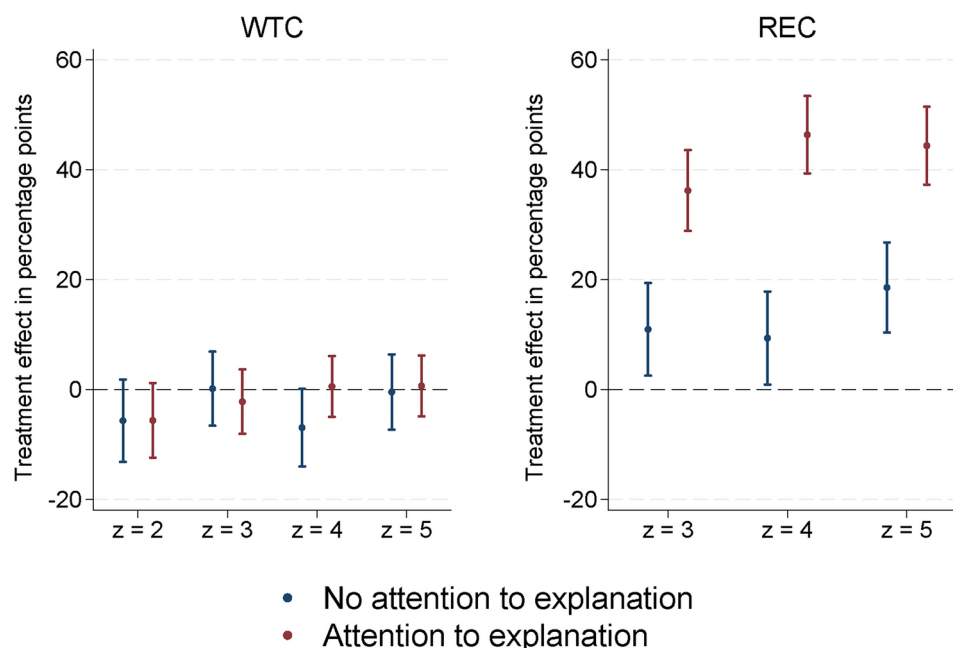 WTC
Treatment effect in percentage points
60
40
20
0
-20
z = 2
z = 3
z = 4
z = 5
REC
Treatment effect in percentage points
60
40
20
0
-20
z = 3
z = 4
z = 5
No attention to explanation
Attention to explanation